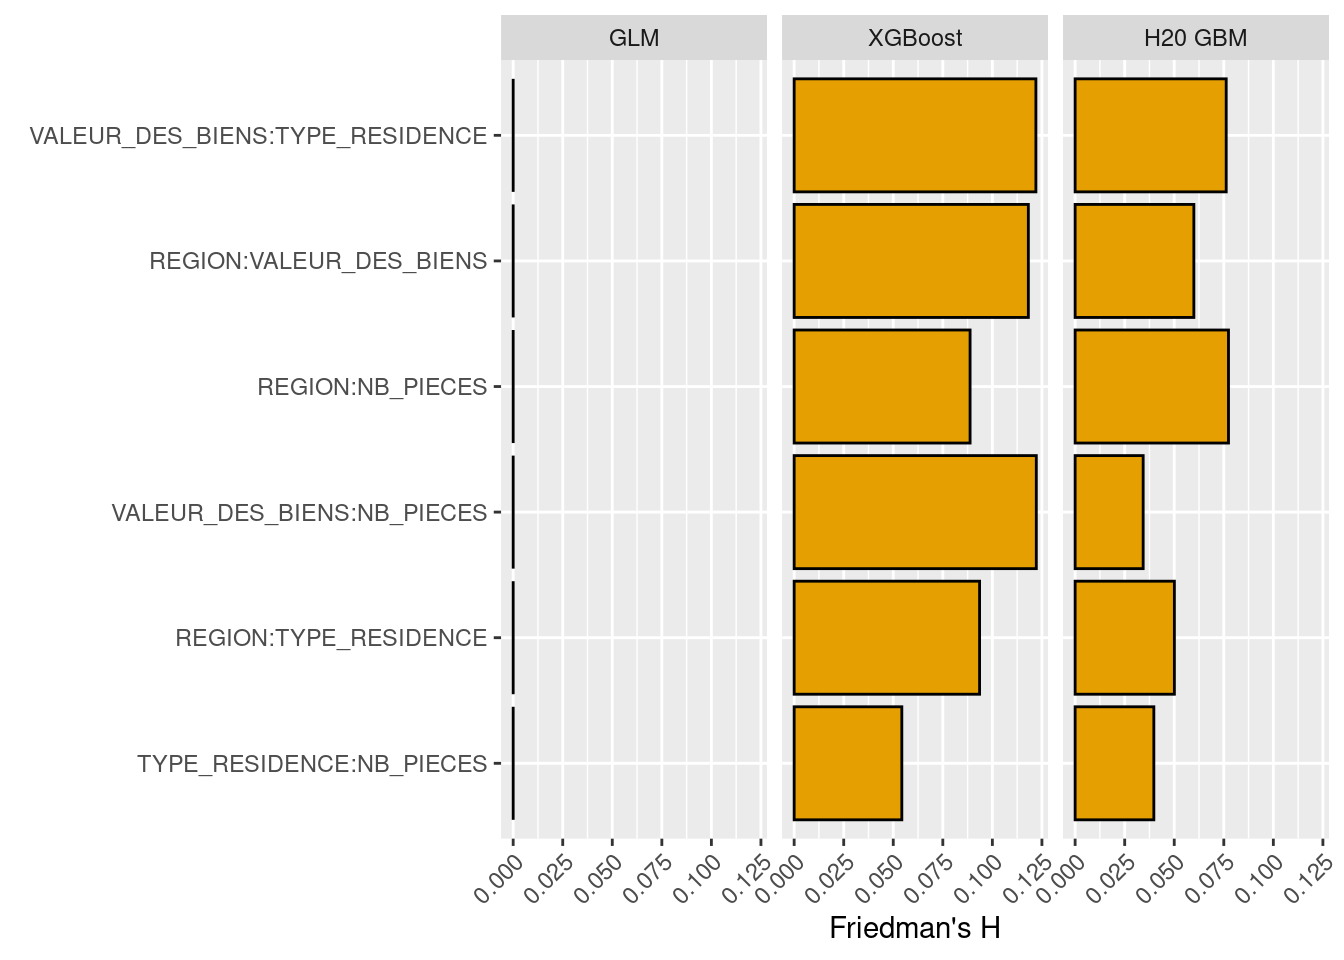 GLM
XGBoost
H20 GBM
VALEUR_DES_BIENS:TYPE_RESIDENCE
REGION:VALEUR_DES_BIENS
REGION:NB_PIECES
VALEUR_DES_BIENS:NB_PIECES
REGION:TYPE_RESIDENCE
TYPE_RESIDENCE:NB_PIECES
0.000 0.025 0.050 0.075 0.100 0.125
0.000 0.025 0.050 0.075 0.100 0.125
0.000 0.025 0.050 0.075 0.100 0.125
Friedman's H